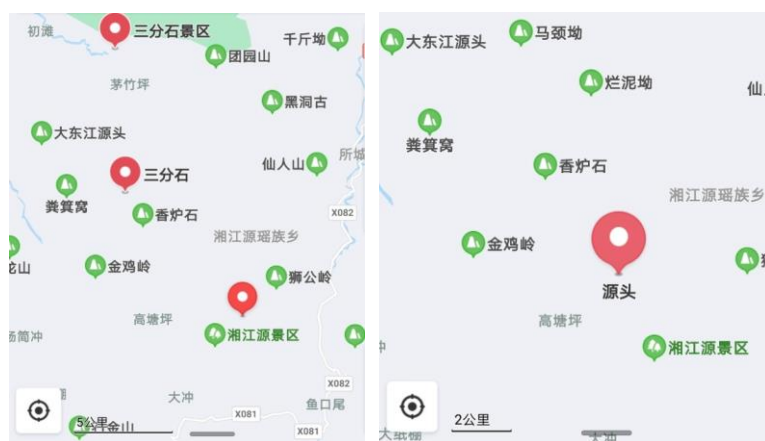 初滩
三分石景区
千斤坳
团园山
茅竹坪
黑洞古
大东江源头
仙人山
所城
三分石
粪箕窝
香炉石
X082
湘江源瑶族乡
金鸡岭
狮公岭
高塘坪
湘江源景区
X082
大冲
鱼口尾
X081
5公里
X081
大东江源头
马颈坳
烂泥坳
仙
粪箕窝
香炉石
湘江源瑶族乡
金鸡岭
源头
高塘坪
湘江源景区
2公里
大冲